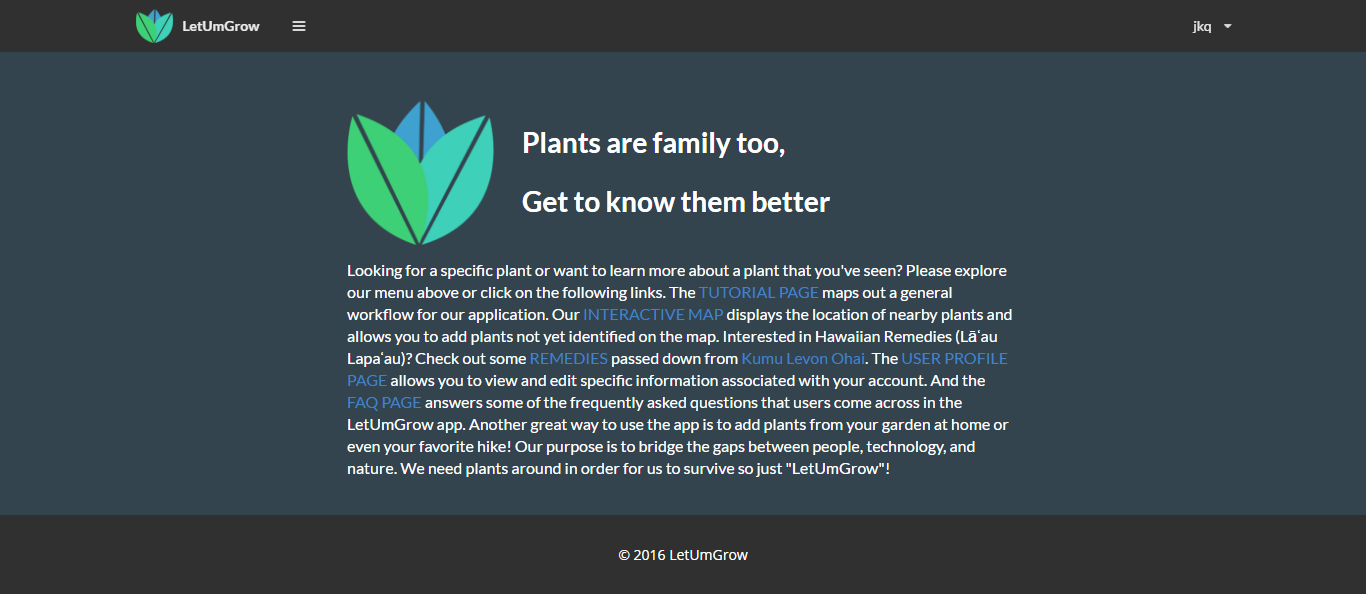 LetUmGrow
jkq
Plants are family too,
Get to know them better
Looking for a specific plant or want to learn more about a plant that you've seen? Please explore
our menu above or click on the following links. The TUTORIAL PAGE maps out a general
workflow for our application. Our INTERACTIVE MAP displays the location of nearby plants and
allows you to add plants not yet identified on the map. Interested in Hawaiian Remedies (Lāʻau
Lapaʻau)? Check out some REMEDIES passed down from Kumu Levon Ohai. The USER PROFILE
PAGE allows you to view and edit specific information associated with your account. And the
FAQ PAGE answers some of the frequently asked questions that users come across in the
LetUmGrow app. Another great way to use the app is to add plants from your garden at home or
even your favorite hike! Our purpose is to bridge the gaps between people, technology, and
nature. We need plants around in order for us to survive so just "LetUmGrow"!
© 2016 LetUmGrow